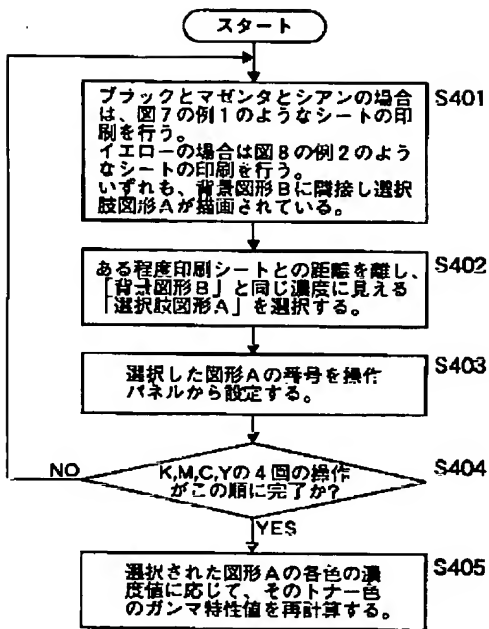 スタート
ブラックとマゼンタとシアンの場合
は、図7の例1のようなシートの印
刷を行う。
イエローの場合は図8の例2のよう
なシートの印刷を行う。
いずれも、背景図形Bに隣接し選択
肢図形Aが描画されている。
S401
ある程度印刷シートとの距離を離し、
「背景図形B」と同じ濃度に見える
「選択肢図形A」を選択する。
S402
選択した図形Aの番号を操作
パネルから設定する。
S403
K,M,C,Yの4回の操作
がこの順に完了か?
S404
NO
YES
選択された図形Aの各色の濃
度値に応じて、そのトナー色
のガンマ特性値を再計算する。
S405